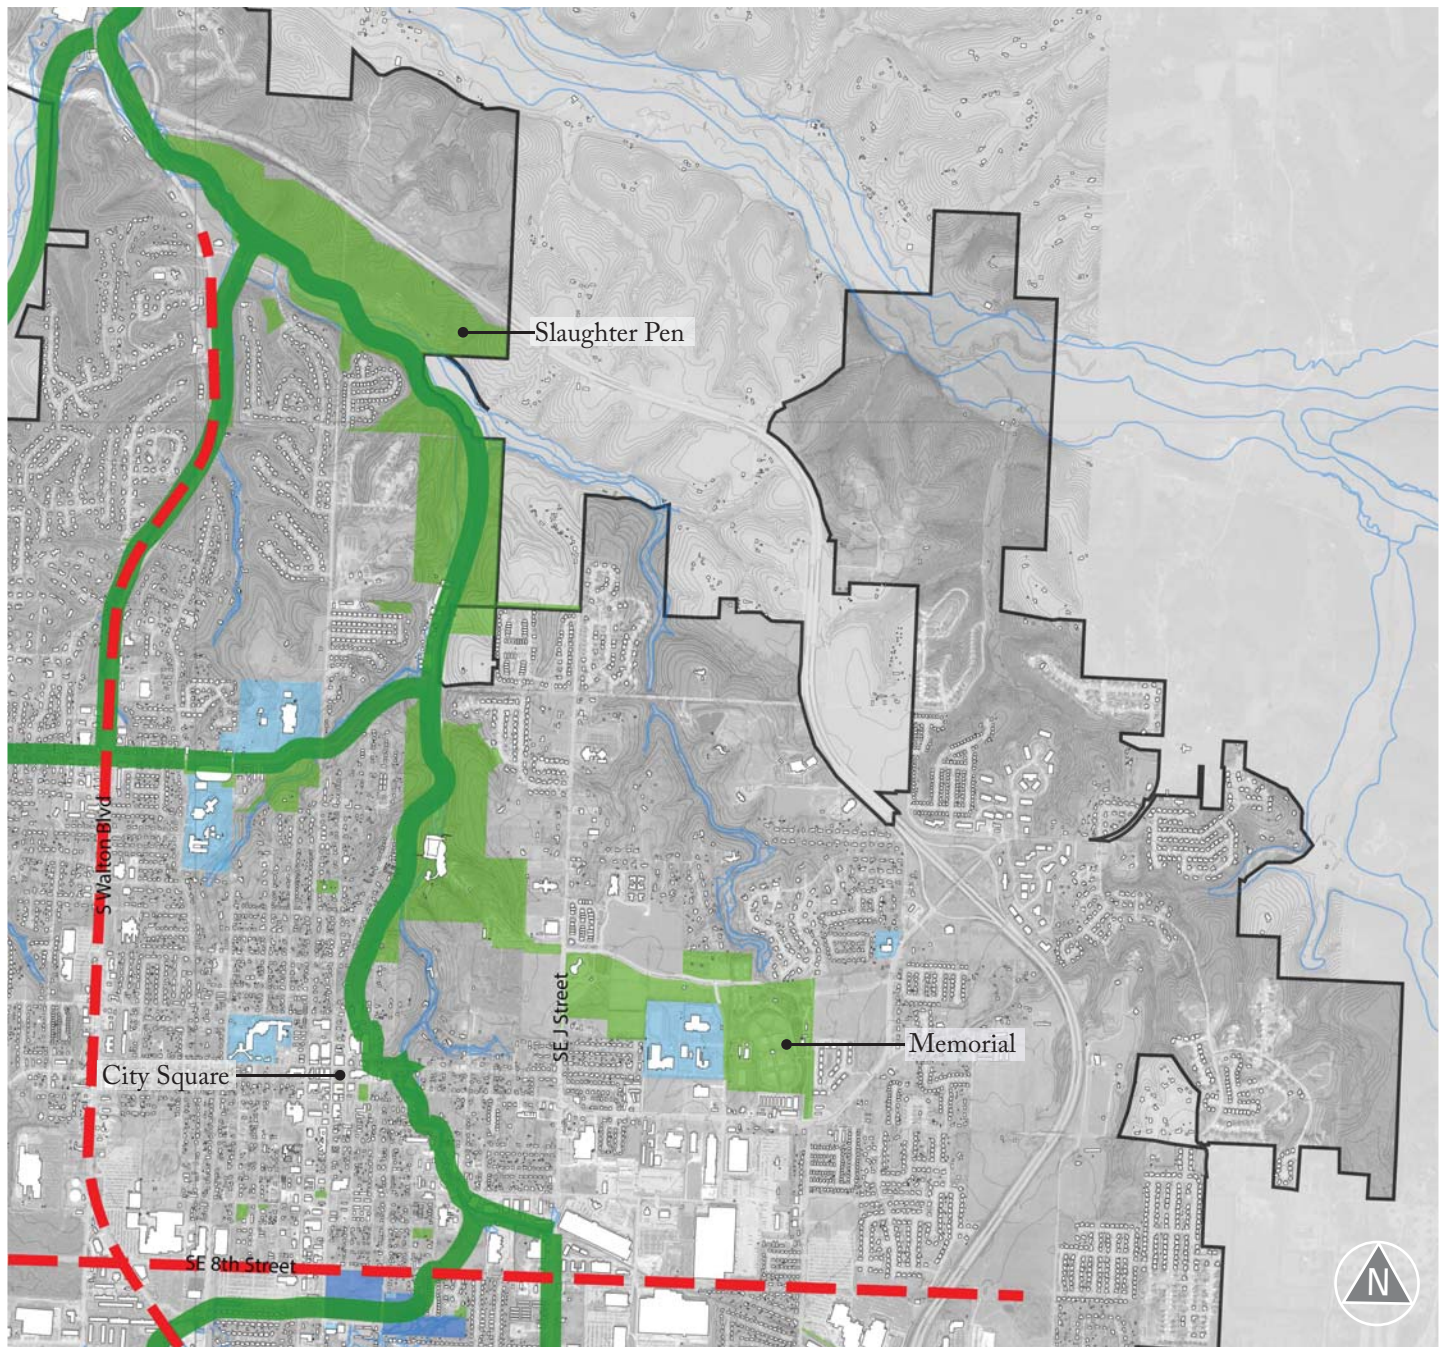 Slaughter Pen
S Walton Blvd
SE J Street
Memorial
City Square
SE 8th Street
N